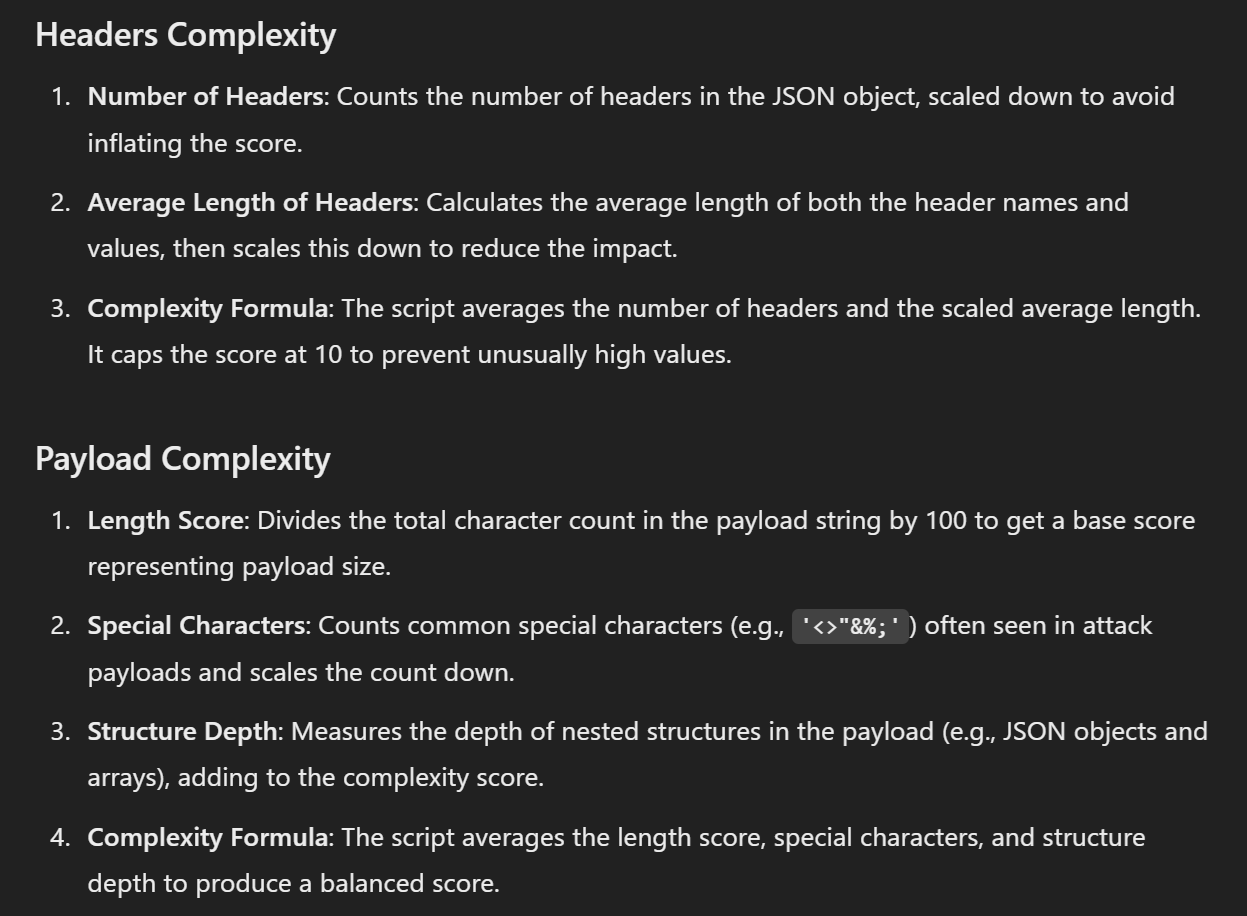 Headers Complexity
1. Number of Headers: Counts the number of headers in the JSON object, scaled down to avoid
inflating the score.
2. Average Length of Headers: Calculates the average length of both the header names and
values, then scales this down to reduce the impact.
3. Complexity Formula: The script averages the number of headers and the scaled average length.
It caps the score at 10 to prevent unusually high values.
Payload Complexity
1. Length Score: Divides the total character count in the payload string by 100 to get a base score
representing payload size.
2. Special Characters: Counts common special characters (e.g., '<>"&%;') often seen in attack
payloads and scales the count down.
3. Structure Depth: Measures the depth of nested structures in the payload (e.g., JSON objects and
arrays), adding to the complexity score.
4. Complexity Formula: The script averages the length score, special characters, and structure
depth to produce a balanced score.